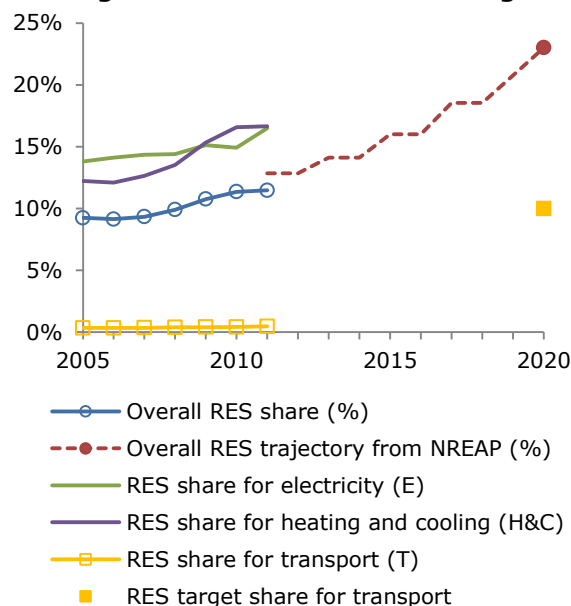 25%
20%
15%
10%
5%
0%
2005 2010 2015 2020
Overall RES share (%)
Overall RES trajectory from NREAP (%)
RES share for electricity (E)
RES share for heating and cooling (H&C)
RES share for transport (T)
RES target share for transport